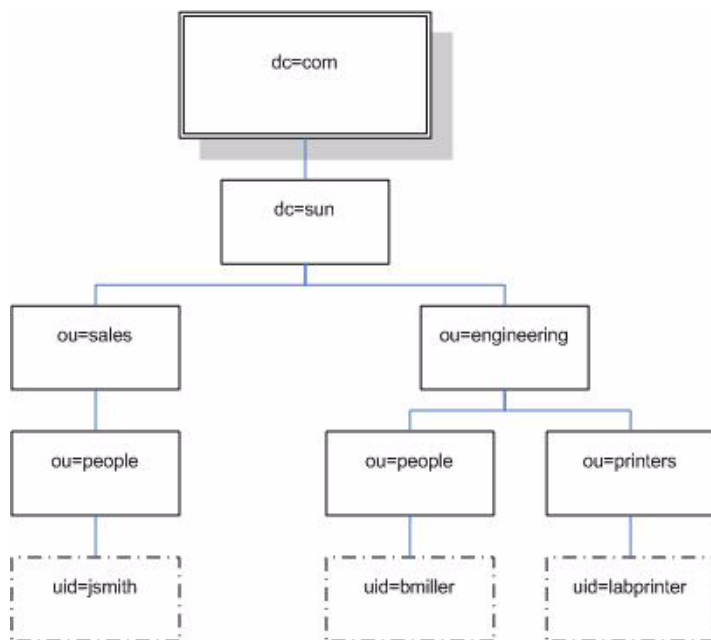 dc=com
dc=sun
ou=sales
ou=engineering
ou=people
ou=people
ou=printers
uid=jsmith
uid=bmiller
uid=labprinter